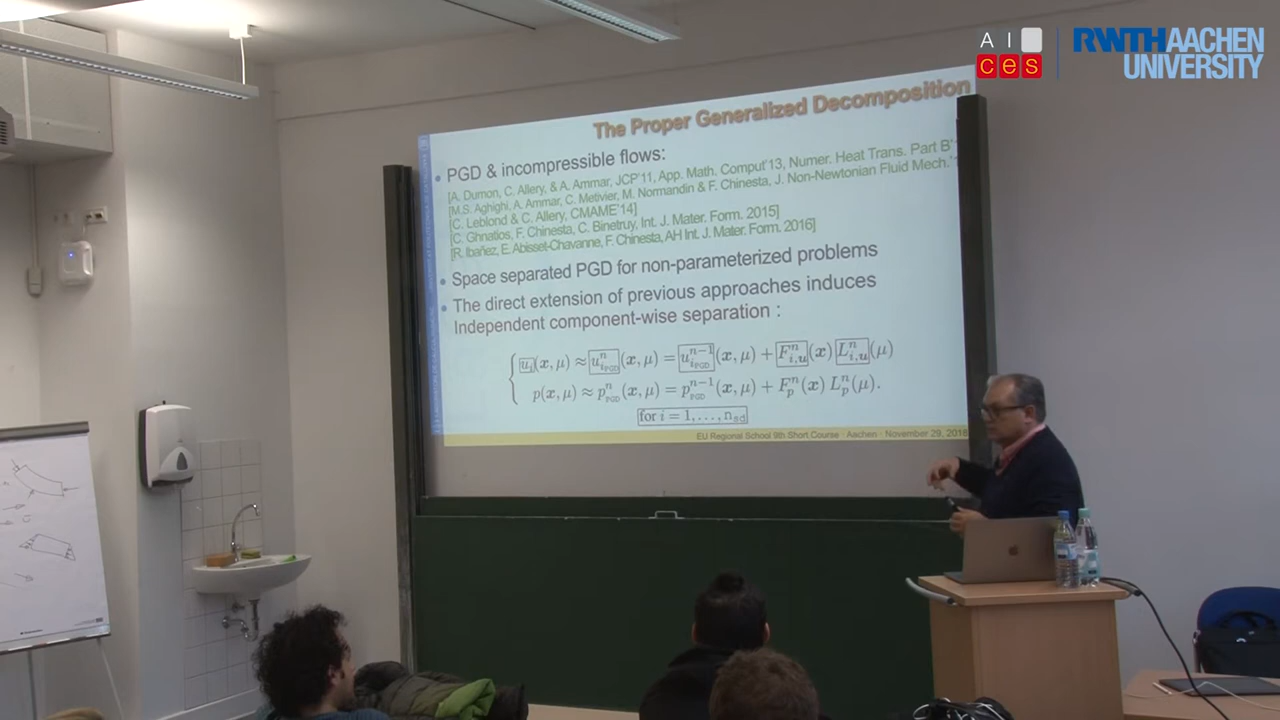 AI
ces
RWTHAACHEN
UNIVERSITY
The Proper Generalized Decomposition
• PGD & incompressible flows:
[A. Dumon, C. Allery, & A. Ammar, JCP'11, App. Math. Comput'13, Numer. Heat Trans. Part B'
[M.S. Aghighi, A. Ammar, C. Metivier, M. Normandin & F. Chinesta, J. Non-Newtonian Fluid Mech.'
[C. Leblond & C. Allery, CMAME'14]
[C. Ghnatios, F. Chinesta, C. Binetruy, Int. J. Mater. Form. 2015]
[R. Ibañez, E. Abisset-Chavanne, F. Chinesta, AH Int. J. Mater. Form. 2016]
• Space separated PGD for non-parameterized problems
• The direct extension of previous approaches induces
Independent component-wise separation :
u_i(x, μ) ≈ u^n_{i_PGD}(x, μ) = u^{n−1}_{i_PGD}(x, μ) + F^n_{i,u}(x) L^n_{i,u}(μ)
p(x, μ) ≈ p^n_PGD(x, μ) = p^{n−1}_PGD(x, μ) + F^n_p(x) L^n_p(μ).
for i = 1, . . . , n_sd
EU Regional School 9th Short Course · Aachen · November 29, 2018